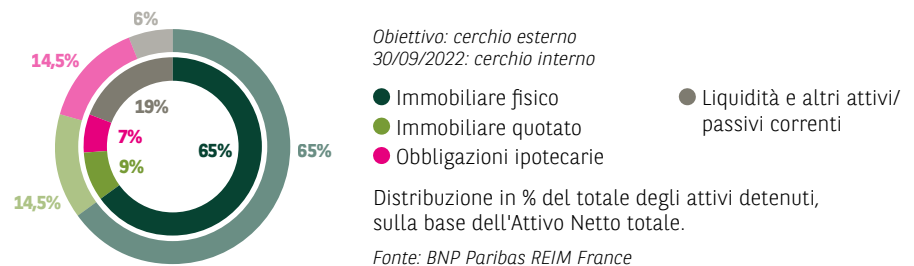 6%
14,5%
19%
7%
65%
65%
9%
14,5%
Obiettivo: cerchio esterno
30/09/2022: cerchio interno
Immobiliare fisico
Immobiliare quotato
Obbligazioni ipotecarie
Liquidità e altri attivi/
passivi correnti
Distribuzione in % del totale degli attivi detenuti,
sulla base dell'Attivo Netto totale.
Fonte: BNP Paribas REIM France